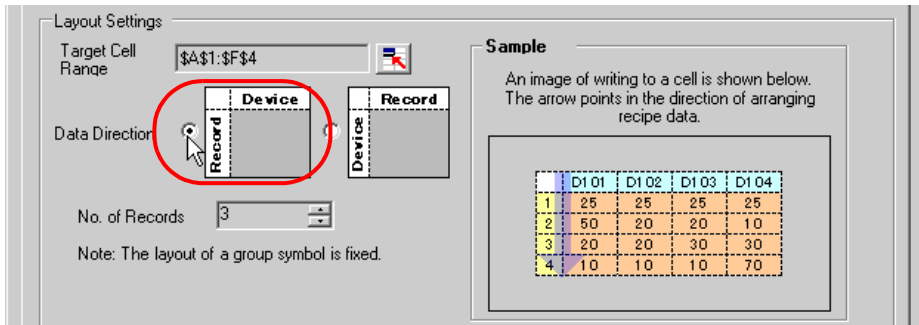 Layout Settings
Target Cell
Range
$A$1:$F$4
Data Direction
Device
Record
Record
Device
No. of Records
3
Note: The layout of a group symbol is fixed.
Sample
An image of writing to a cell is shown below.
The arrow points in the direction of arranging
recipe data.
D101 D102 D103 D104
1 25 25 25 25
2 50 20 20 10
3 20 20 30 30
4 10 10 10 70